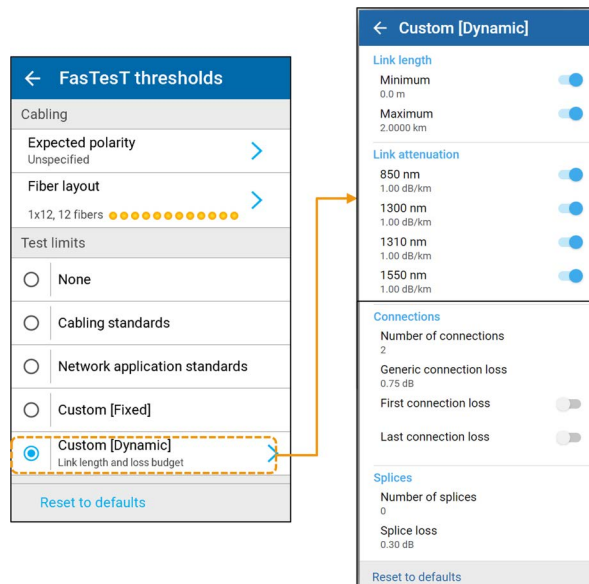 FasTesT thresholds
Cabling
Expected polarity
Unspecified
Fiber layout
1x12, 12 fibers
Test limits
None
Cabling standards
Network application standards
Custom [Fixed]
Custom [Dynamic]
Link length and loss budget
Reset to defaults
Custom [Dynamic]
Link length
Minimum
0.0 m
Maximum
2.0000 km
Link attenuation
850 nm
1.00 dB/km
1300 nm
1.00 dB/km
1310 nm
1.00 dB/km
1550 nm
1.00 dB/km
Connections
Number of connections
2
Generic connection loss
0.75 dB
First connection loss
Last connection loss
Splices
Number of splices
0
Splice loss
0.30 dB
Reset to defaults